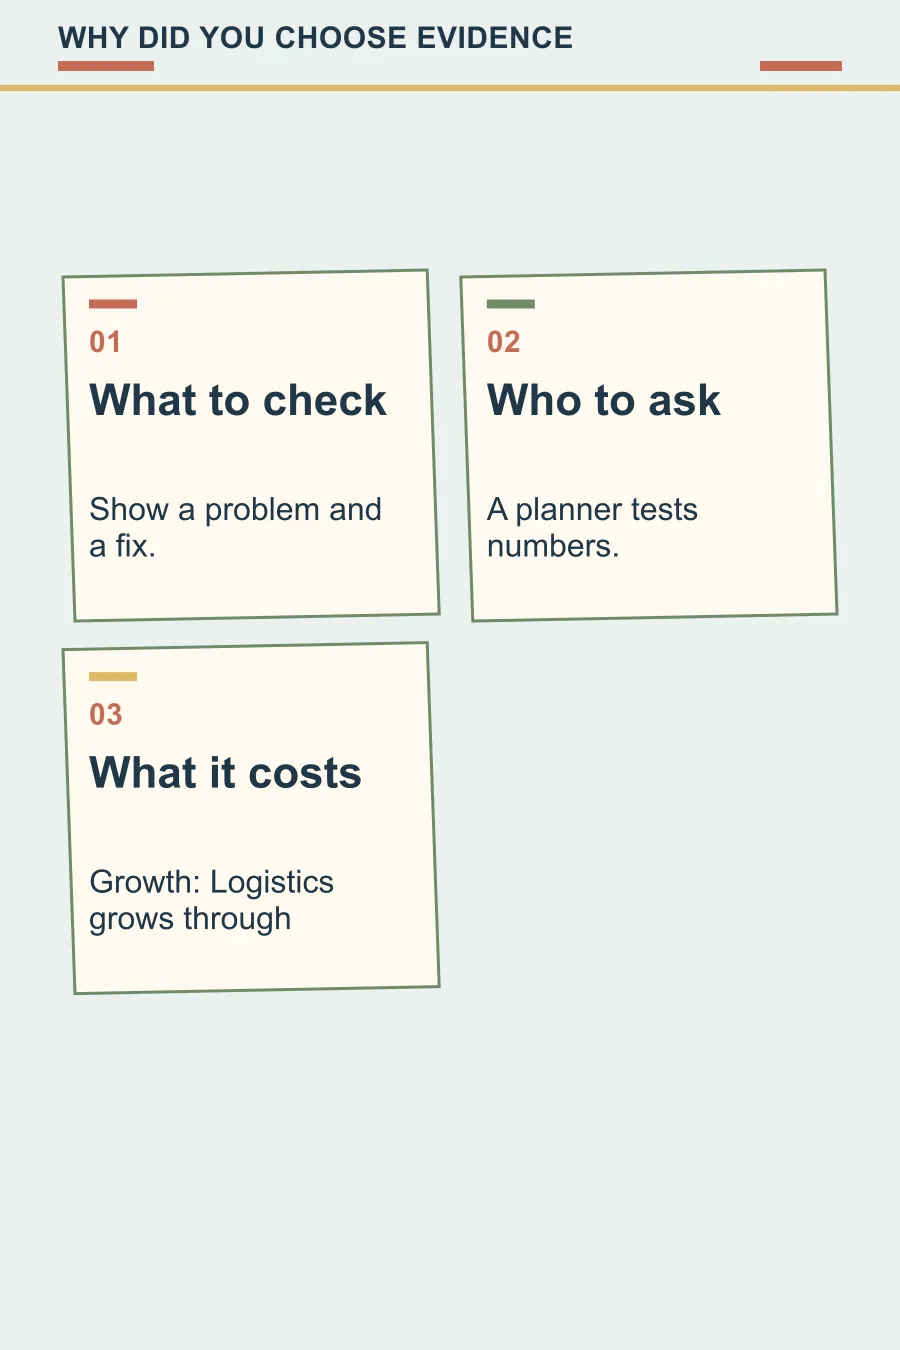 WHY DID YOU CHOOSE EVIDENCE
01
What to check
Show a problem and
a fix.
02
Who to ask
A planner tests
numbers.
03
What it costs
Growth: Logistics
grows through